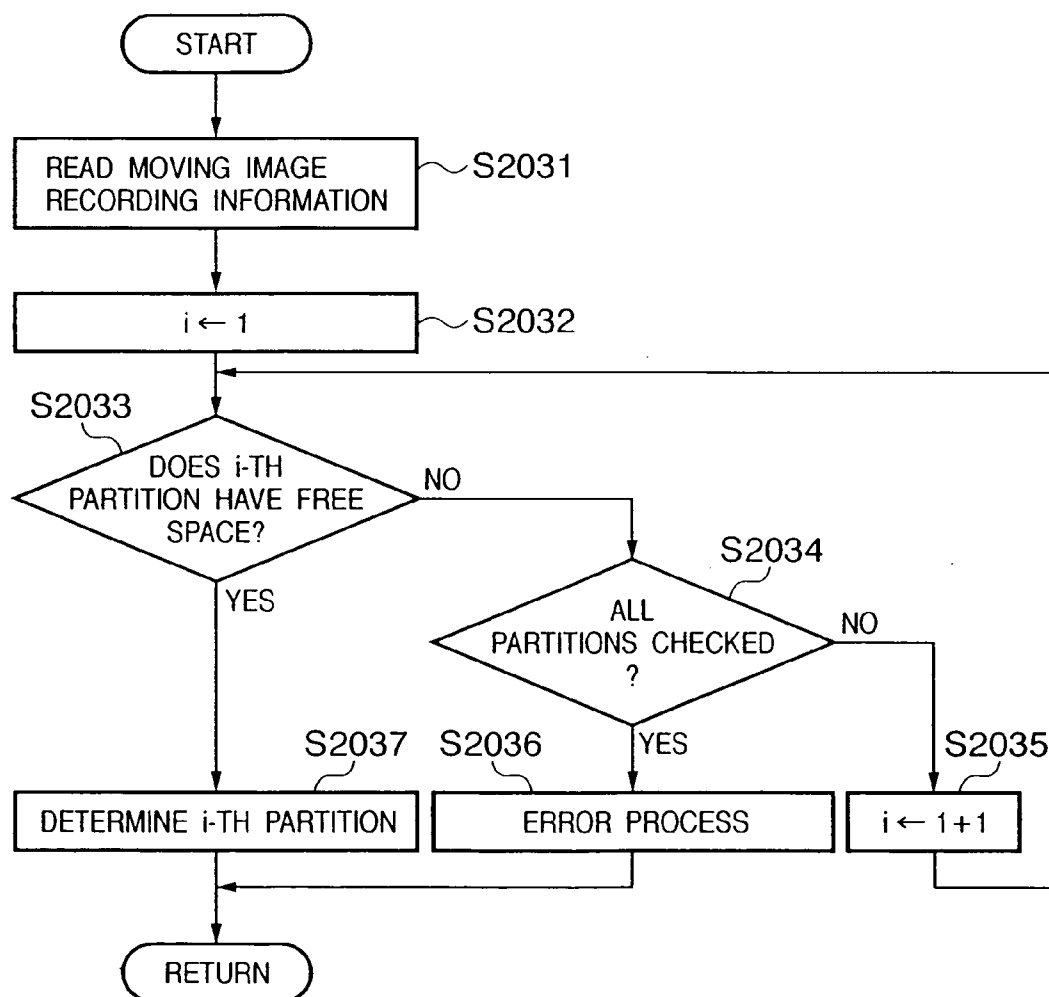 START
READ MOVING IMAGE
RECORDING INFORMATION
S2031
i ← 1
S2032
S2033
DOES i-TH
PARTITION HAVE FREE
SPACE?
NO
YES
S2034
ALL
PARTITIONS CHECKED
?
NO
YES
S2037
DETERMINE i-TH PARTITION
S2036
ERROR PROCESS
S2035
i ← 1+1
RETURN